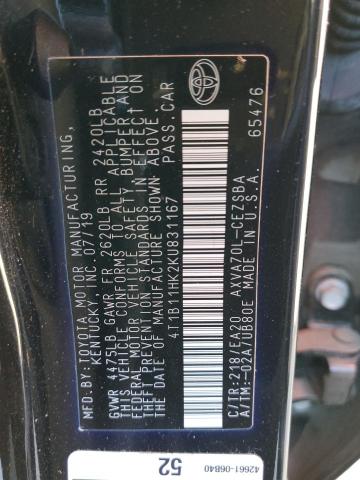 MFD. BY:TOYOTA MOTOR MANUFACTURING,
KENTUCKY, INC. 07/19
GVWR 4475LB GAWR FR 2620LB RR 2420LB
THIS VEHICLE CONFORMS TO ALL APPLICABLE
FEDERAL MOTOR VEHICLE SAFETY, BUMPER, AND
THEFT PREVENTION STANDARDS IN EFFECT ON
THE DATE OF MANUFACTURE SHOWN ABOVE.
4T1B11HK2KU831167 PASS.CAR
TOYOTA
C/TR:218/EA20 AXVA70L-CEZSBA
A/TM:-02A/UB80E MADE IN U.S.A. 65476
52 42661-06B40